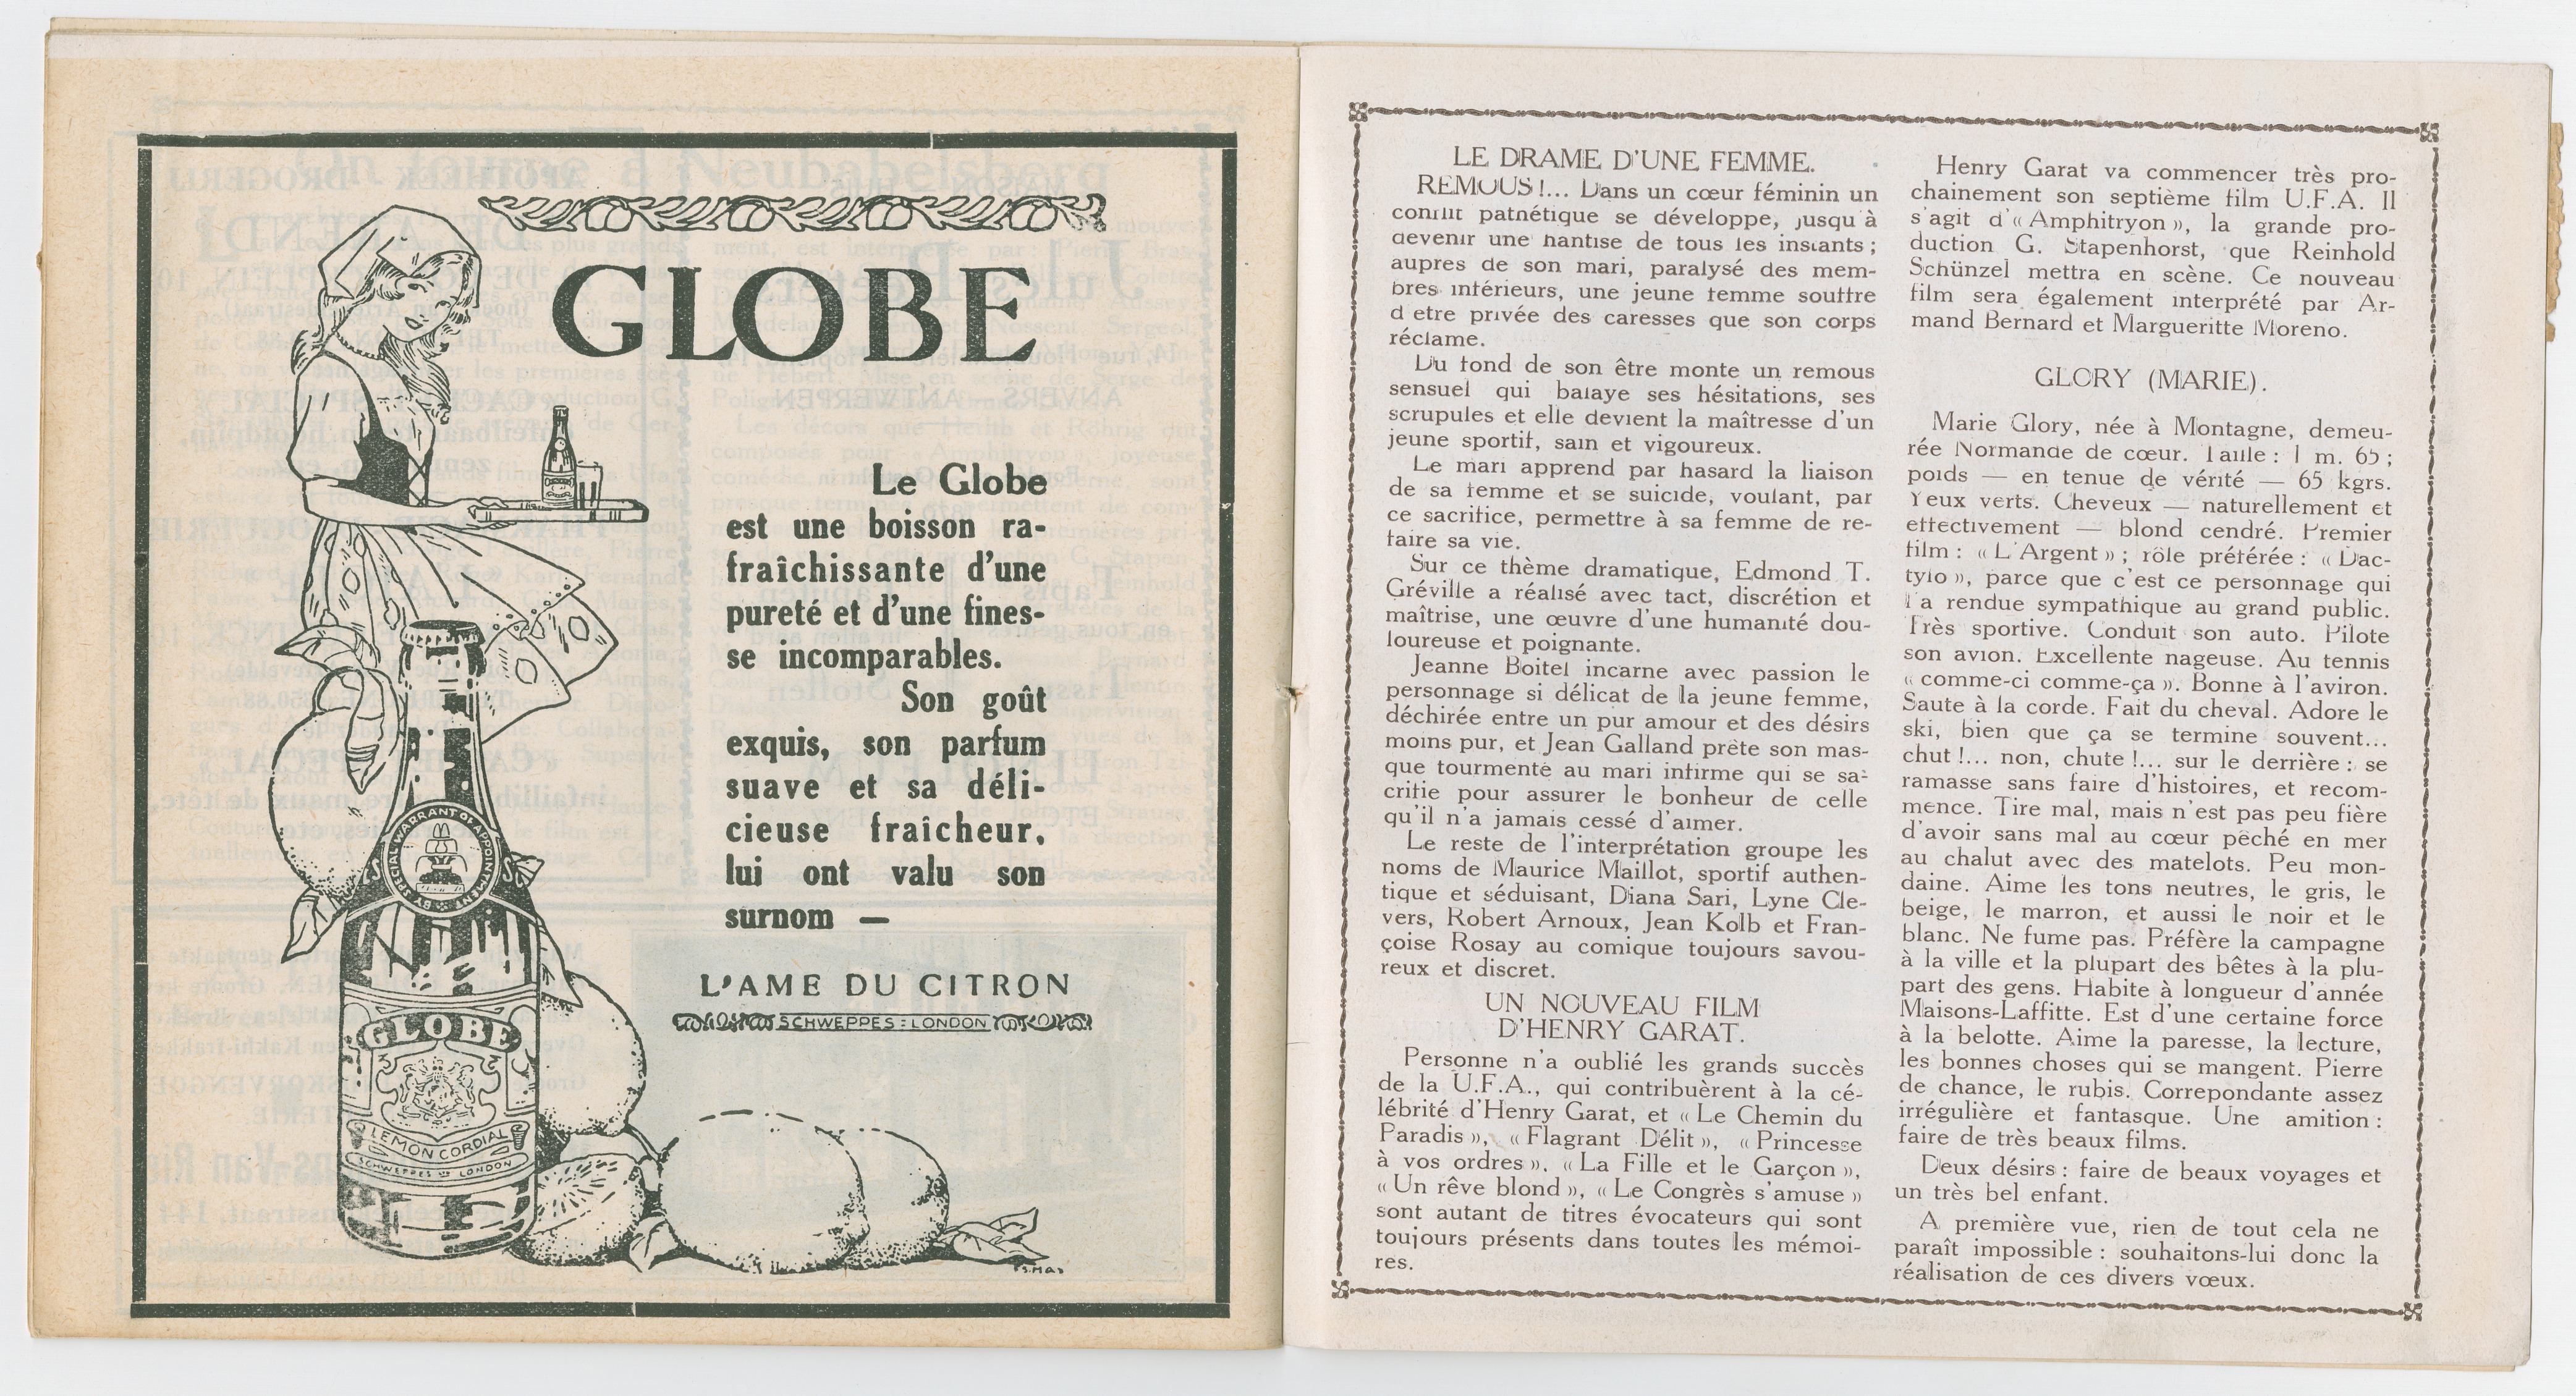 GLOBE
Le Globe
est une boisson ra-
fraîchissante d'une
pureté et d'une fines-
se incomparables.
Son goût
exquis, son parfum
suave et sa déli-
cieuse fraîcheur,
lui ont valu son
surnom —
L'AME DU CITRON
SCHWEPPES : LONDON
BY SPECIAL WARRANT OF APPOINTMENT
GLOBE
LEMON CORDIAL
SCHWEPPES LONDON
LE DRAME D'UNE FEMME.
REMOUS !... Dans un cœur féminin un
conflit pathétique se développe, jusqu'à
devenir une hantise de tous les instants ;
auprès de son mari, paralysé des mem-
bres intérieurs, une jeune femme souffre
d'etre privée des caresses que son corps
réclame.
Du fond de son être monte un remous
sensuel qui balaye ses hésitations, ses
scrupules et elle devient la maîtresse d'un
jeune sportif, sain et vigoureux.
Le mari apprend par hasard la liaison
de sa femme et se suicide, voulant, par
ce sacrifice, permettre à sa femme de re-
faire sa vie.
Sur ce thème dramatique, Edmond T.
Gréville a réalisé avec tact, discrétion et
maîtrise, une œuvre d'une humanité dou-
loureuse et poignante.
Jeanne Boitel incarne avec passion le
personnage si délicat de la jeune femme,
déchirée entre un pur amour et des désirs
moins pur, et Jean Galland prête son mas-
que tourmenté au mari infirme qui se sa-
crifie pour assurer le bonheur de celle
qu'il n'a jamais cessé d'aimer.
Le reste de l'interprétation groupe les
noms de Maurice Maillot, sportif authen-
tique et séduisant, Diana Sari, Lyne Cle-
vers, Robert Arnoux, Jean Kolb et Fran-
çoise Rosay au comique toujours savou-
reux et discret.
UN NOUVEAU FILM
D'HENRY GARAT.
Personne n'a oublié les grands succès
de la U.F.A., qui contribuèrent à la cé-
lébrité d'Henry Garat, et « Le Chemin du
Paradis », « Flagrant Délit », « Princesse
à vos ordres ». « La Fille et le Garçon »,
« Un rêve blond », « Le Congrès s'amuse »
sont autant de titres évocateurs qui sont
toujours présents dans toutes les mémoi-
res.
Henry Garat va commencer très pro-
chainement son septième film U.F.A. Il
s'agit d'« Amphitryon », la grande pro-
duction G. Stapenhorst, que Reinhold
Schünzel mettra en scène. Ce nouveau
film sera également interprété par Ar-
mand Bernard et Margueritte Moreno.
GLORY (MARIE).
Marie Glory, née à Montagne, demeu-
rée Normande de cœur. Taille : 1 m. 65 ;
poids — en tenue de vérité — 65 kgrs.
Yeux verts. Cheveux — naturellement et
effectivement — blond cendré. Premier
film : « L'Argent » ; rôle préférée : « Dac-
tylo », parce que c'est ce personnage qui
l'a rendue sympathique au grand public.
Très sportive. Conduit son auto. Pilote
son avion. Excellente nageuse. Au tennis
« comme-ci comme-ça ». Bonne à l'aviron.
Saute à la corde. Fait du cheval. Adore le
ski, bien que ça se termine souvent...
chut !... non, chute !... sur le derrière : se
ramasse sans faire d'histoires, et recom-
mence. Tire mal, mais n'est pas peu fière
d'avoir sans mal au cœur pêché en mer
au chalut avec des matelots. Peu mon-
daine. Aime les tons neutres, le gris, le
beige, le marron, et aussi le noir et le
blanc. Ne fume pas. Préfère la campagne
à la ville et la plupart des bêtes à la plu-
part des gens. Habite à longueur d'année
Maisons-Laffitte. Est d'une certaine force
à la belotte. Aime la paresse, la lecture,
les bonnes choses qui se mangent. Pierre
de chance, le rubis. Correpondante assez
irrégulière et fantasque. Une amition :
faire de très beaux films.
Deux désirs : faire de beaux voyages et
un très bel enfant.
A première vue, rien de tout cela ne
paraît impossible : souhaitons-lui donc la
réalisation de ces divers vœux.